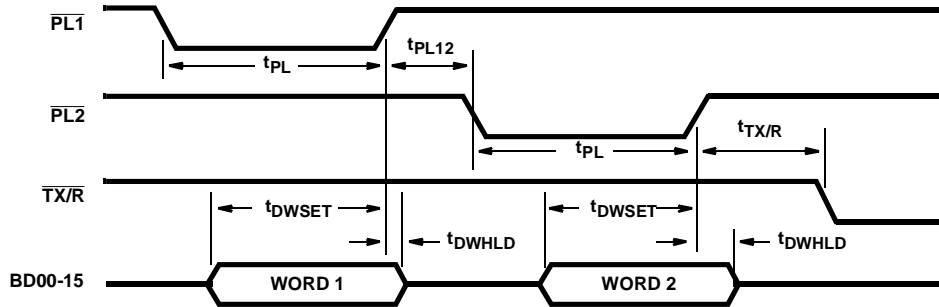 PL1
tPL12
tPL
PL2
tTX/R
tPL
TX/R
tDWSET
tDWSET
tDWHLD
tDWHLD
BD00-15
WORD 1
WORD 2